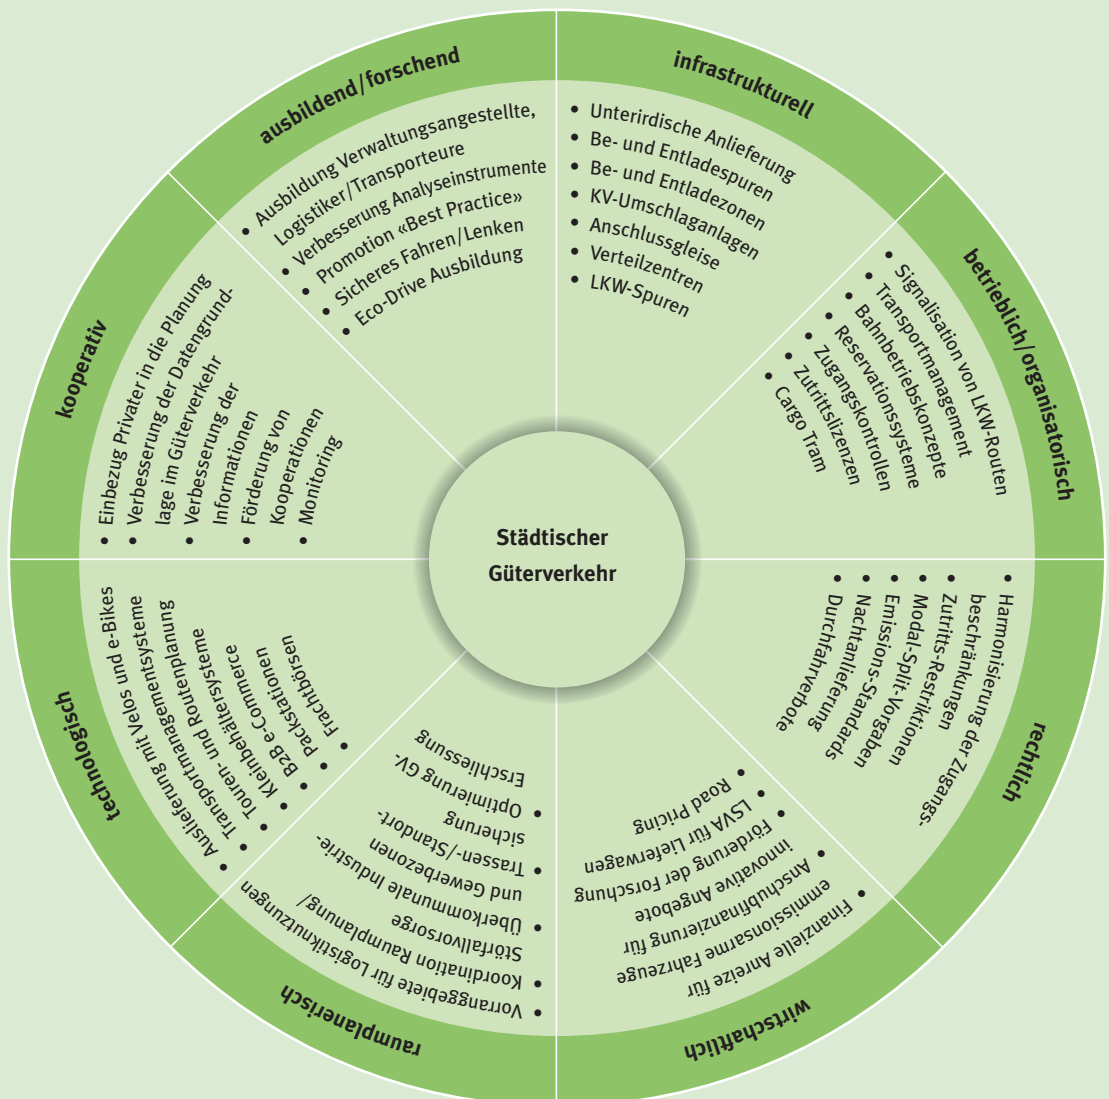 Städtischer
Güterverkehr
infrastrukturell
• Unterirdische Anlieferung
• Be- und Entladespuren
• Be- und Entladezonen
• KV-Umschlaganlagen
• Anschlussgleise
• Verteilzentren
• LKW-Spuren
betrieblich/organisatorisch
• Signalisation von LKW-Routen
• Transportmanagement
• Bahnbetriebskonzepte
• Reservationssysteme
• Zugangskontrollen
• Zutrittslizenzen
• Cargo Tram
rechtlich
• Harmonisierung der Zugangs-
beschränkungen
• Zutritts-Restriktionen
• Modal-Split-Vorgaben
• Emissions-Standards
• Nachtanlieferung
• Durchfahrverbote
wirtschaftlich
• Finanzielle Anreize für
emmissionsarme Fahrzeuge
• Anschubfinanzierung für
innovative Angebote
• Förderung der Forschung
• LSVA für Lieferwagen
• Road Pricing
raumplanerisch
• Vorranggebiete für Logistiknutzungen
• Koordination Raumplanung/
Störfallvorsorge
• Überkommunale Industrie-
und Gewerbezonen
• Trassen-/Standort-
sicherung
• Optimierung GV-
Erschliessung
technologisch
• Auslieferung mit Velos und e-Bikes
• Transportmanagementsysteme
• Touren- und Routenplanung
• Kleinbehältersysteme
• B2B e-Commerce
• Packstationen
• Frachtbörsen
kooperativ
• Einbezug Privater in die Planung
• Verbesserung der Datengrund-
lage im Güterverkehr
• Verbesserung der
Informationen
• Förderung von
Kooperationen
• Monitoring
ausbildend/forschend
• Ausbildung Verwaltungsangestellte,
Logistiker/Transporteure
• Verbesserung Analyseinstrumente
• Promotion «Best Practice»
• Sicheres Fahren/Lenken
• Eco-Drive Ausbildung